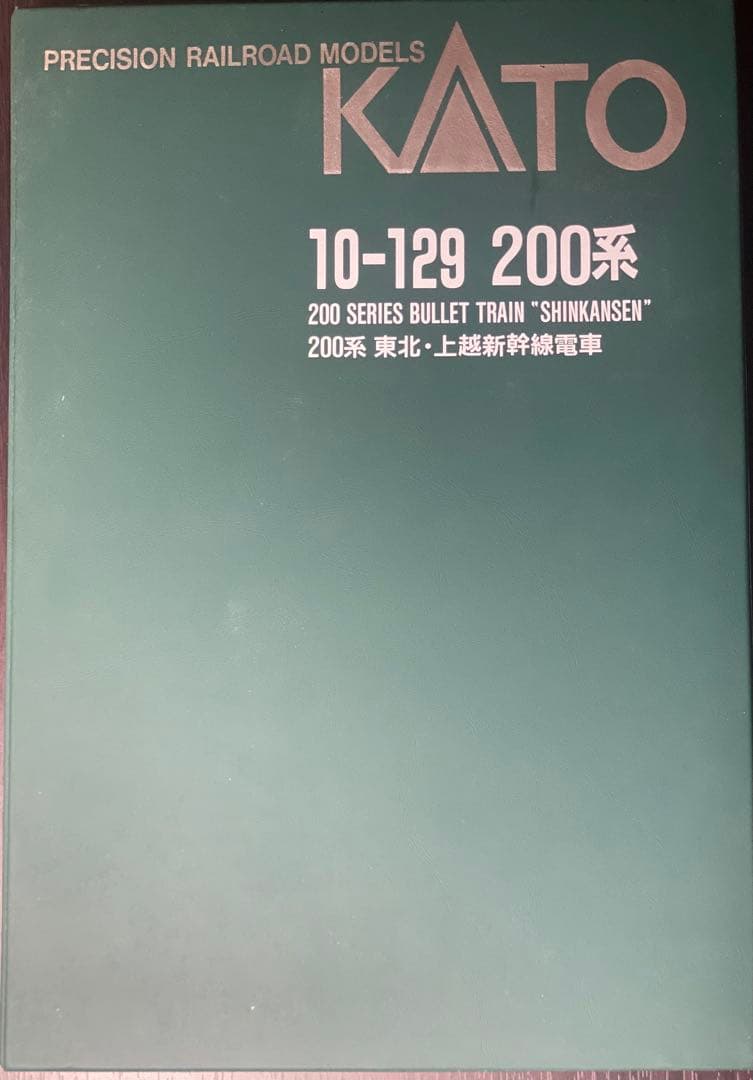 PRECISION RAILROAD MODELS
KATO
10-129 200系
200 SERIES BULLET TRAIN "SHINKANSEN"
200系 東北・上越新幹線電車